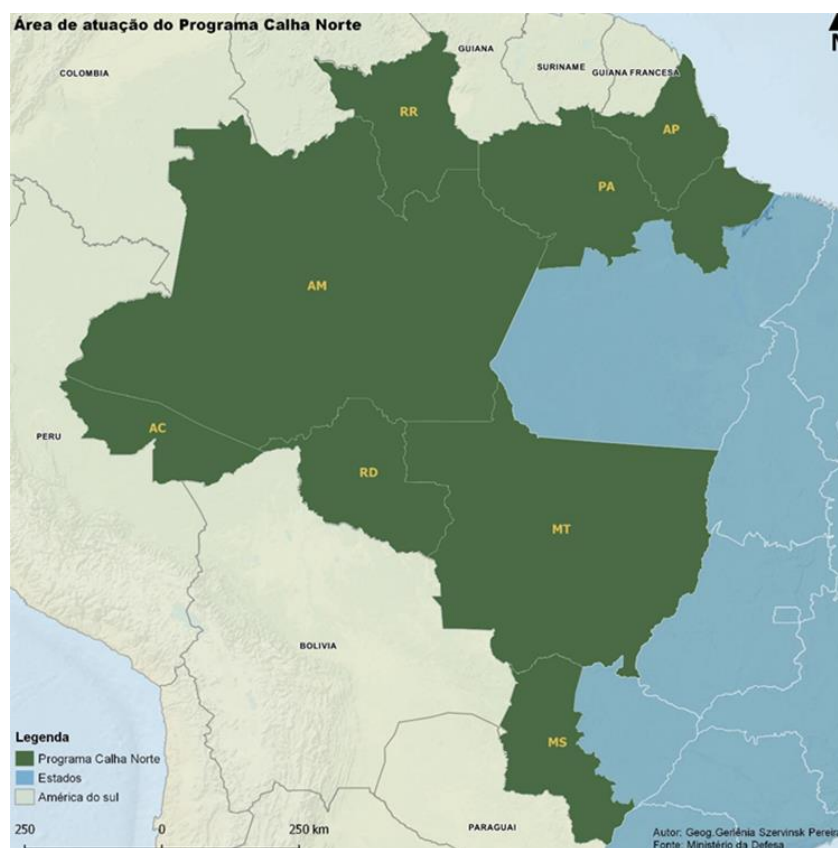 Área de atuação do Programa Calha Norte
N
GUIANA
COLOMBIA
SURINAME
GUIANA FRANCESA
RR
AP
PA
AM
AC
PERU
RD
MT
BOLIVIA
MS
Legenda
Programa Calha Norte
Estados
América do sul
250 0 250 km
PARAGUAI
Autor: Geog.Gerlênia Szervinsk Pereira
Fonte: Ministério da Defesa